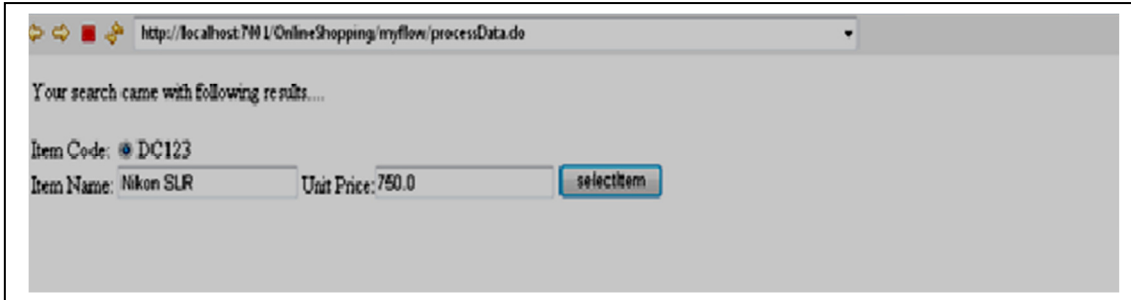 http://localhost:7001/OnlineShopping/myflow/processData.do
Your search came with following results....
Item Code: DC123
Item Name: Nikon SLR Unit Price: 750.0 selectItem